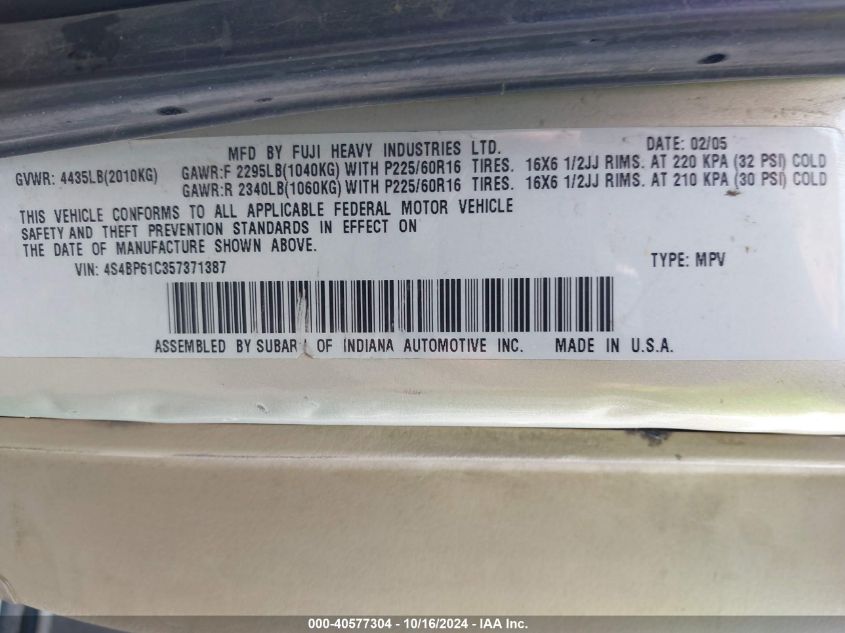 MFD BY FUJI HEAVY INDUSTRIES LTD. DATE: 02/05
GVWR: 4435LB(2010KG) GAWR:F 2295LB(1040KG) WITH P225/60R16 TIRES. 16X6 1/2JJ RIMS. AT 220 KPA (32 PSI) COLD
GAWR:R 2340LB(1060KG) WITH P225/60R16 TIRES. 16X6 1/2JJ RIMS. AT 210 KPA (30 PSI) COLD
THIS VEHICLE CONFORMS TO ALL APPLICABLE FEDERAL MOTOR VEHICLE
SAFETY AND THEFT PREVENTION STANDARDS IN EFFECT ON
THE DATE OF MANUFACTURE SHOWN ABOVE.
VIN: 4S4BP61C357371387 TYPE: MPV
ASSEMBLED BY SUBAR OF INDIANA AUTOMOTIVE INC. MADE IN U.S.A.
000-40577304 - 10/16/2024 - IAA Inc.